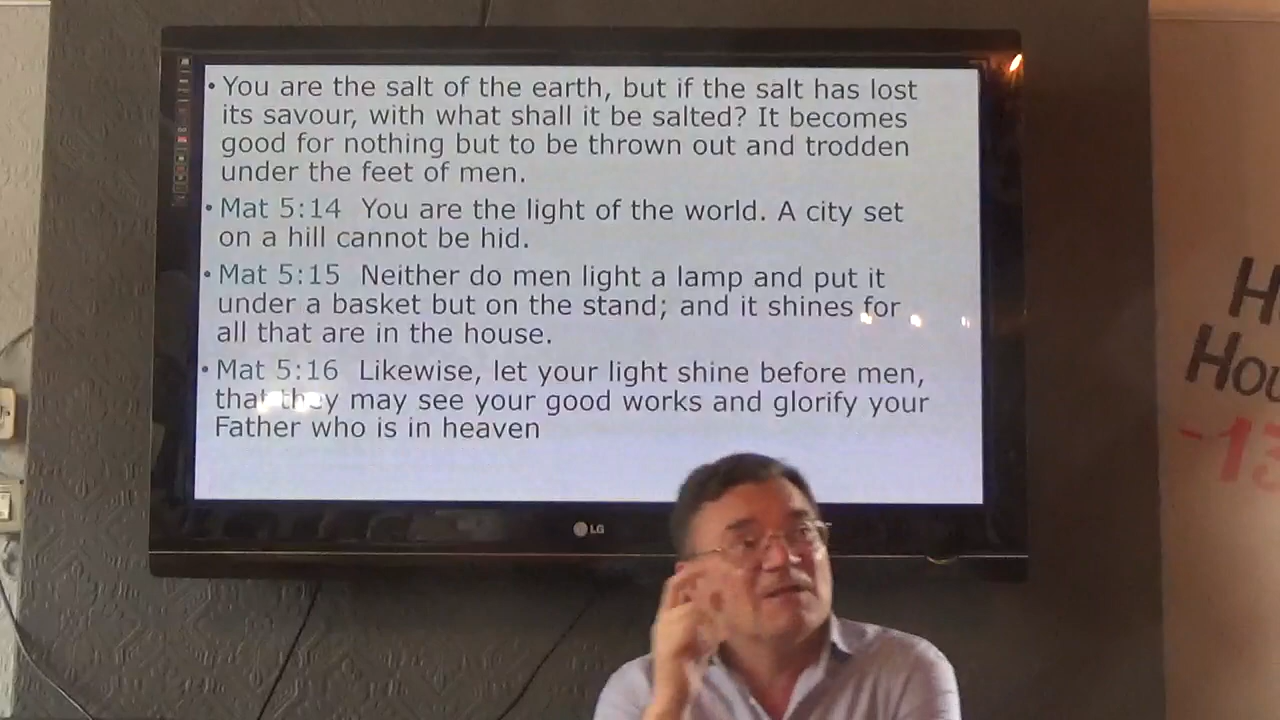 • You are the salt of the earth, but if the salt has lost
its savour, with what shall it be salted? It becomes
good for nothing but to be thrown out and trodden
under the feet of men.
• Mat 5:14  You are the light of the world. A city set
on a hill cannot be hid.
• Mat 5:15  Neither do men light a lamp and put it
under a basket but on the stand; and it shines for
all that are in the house.
• Mat 5:16  Likewise, let your light shine before men,
that they may see your good works and glorify your
Father who is in heaven
LG